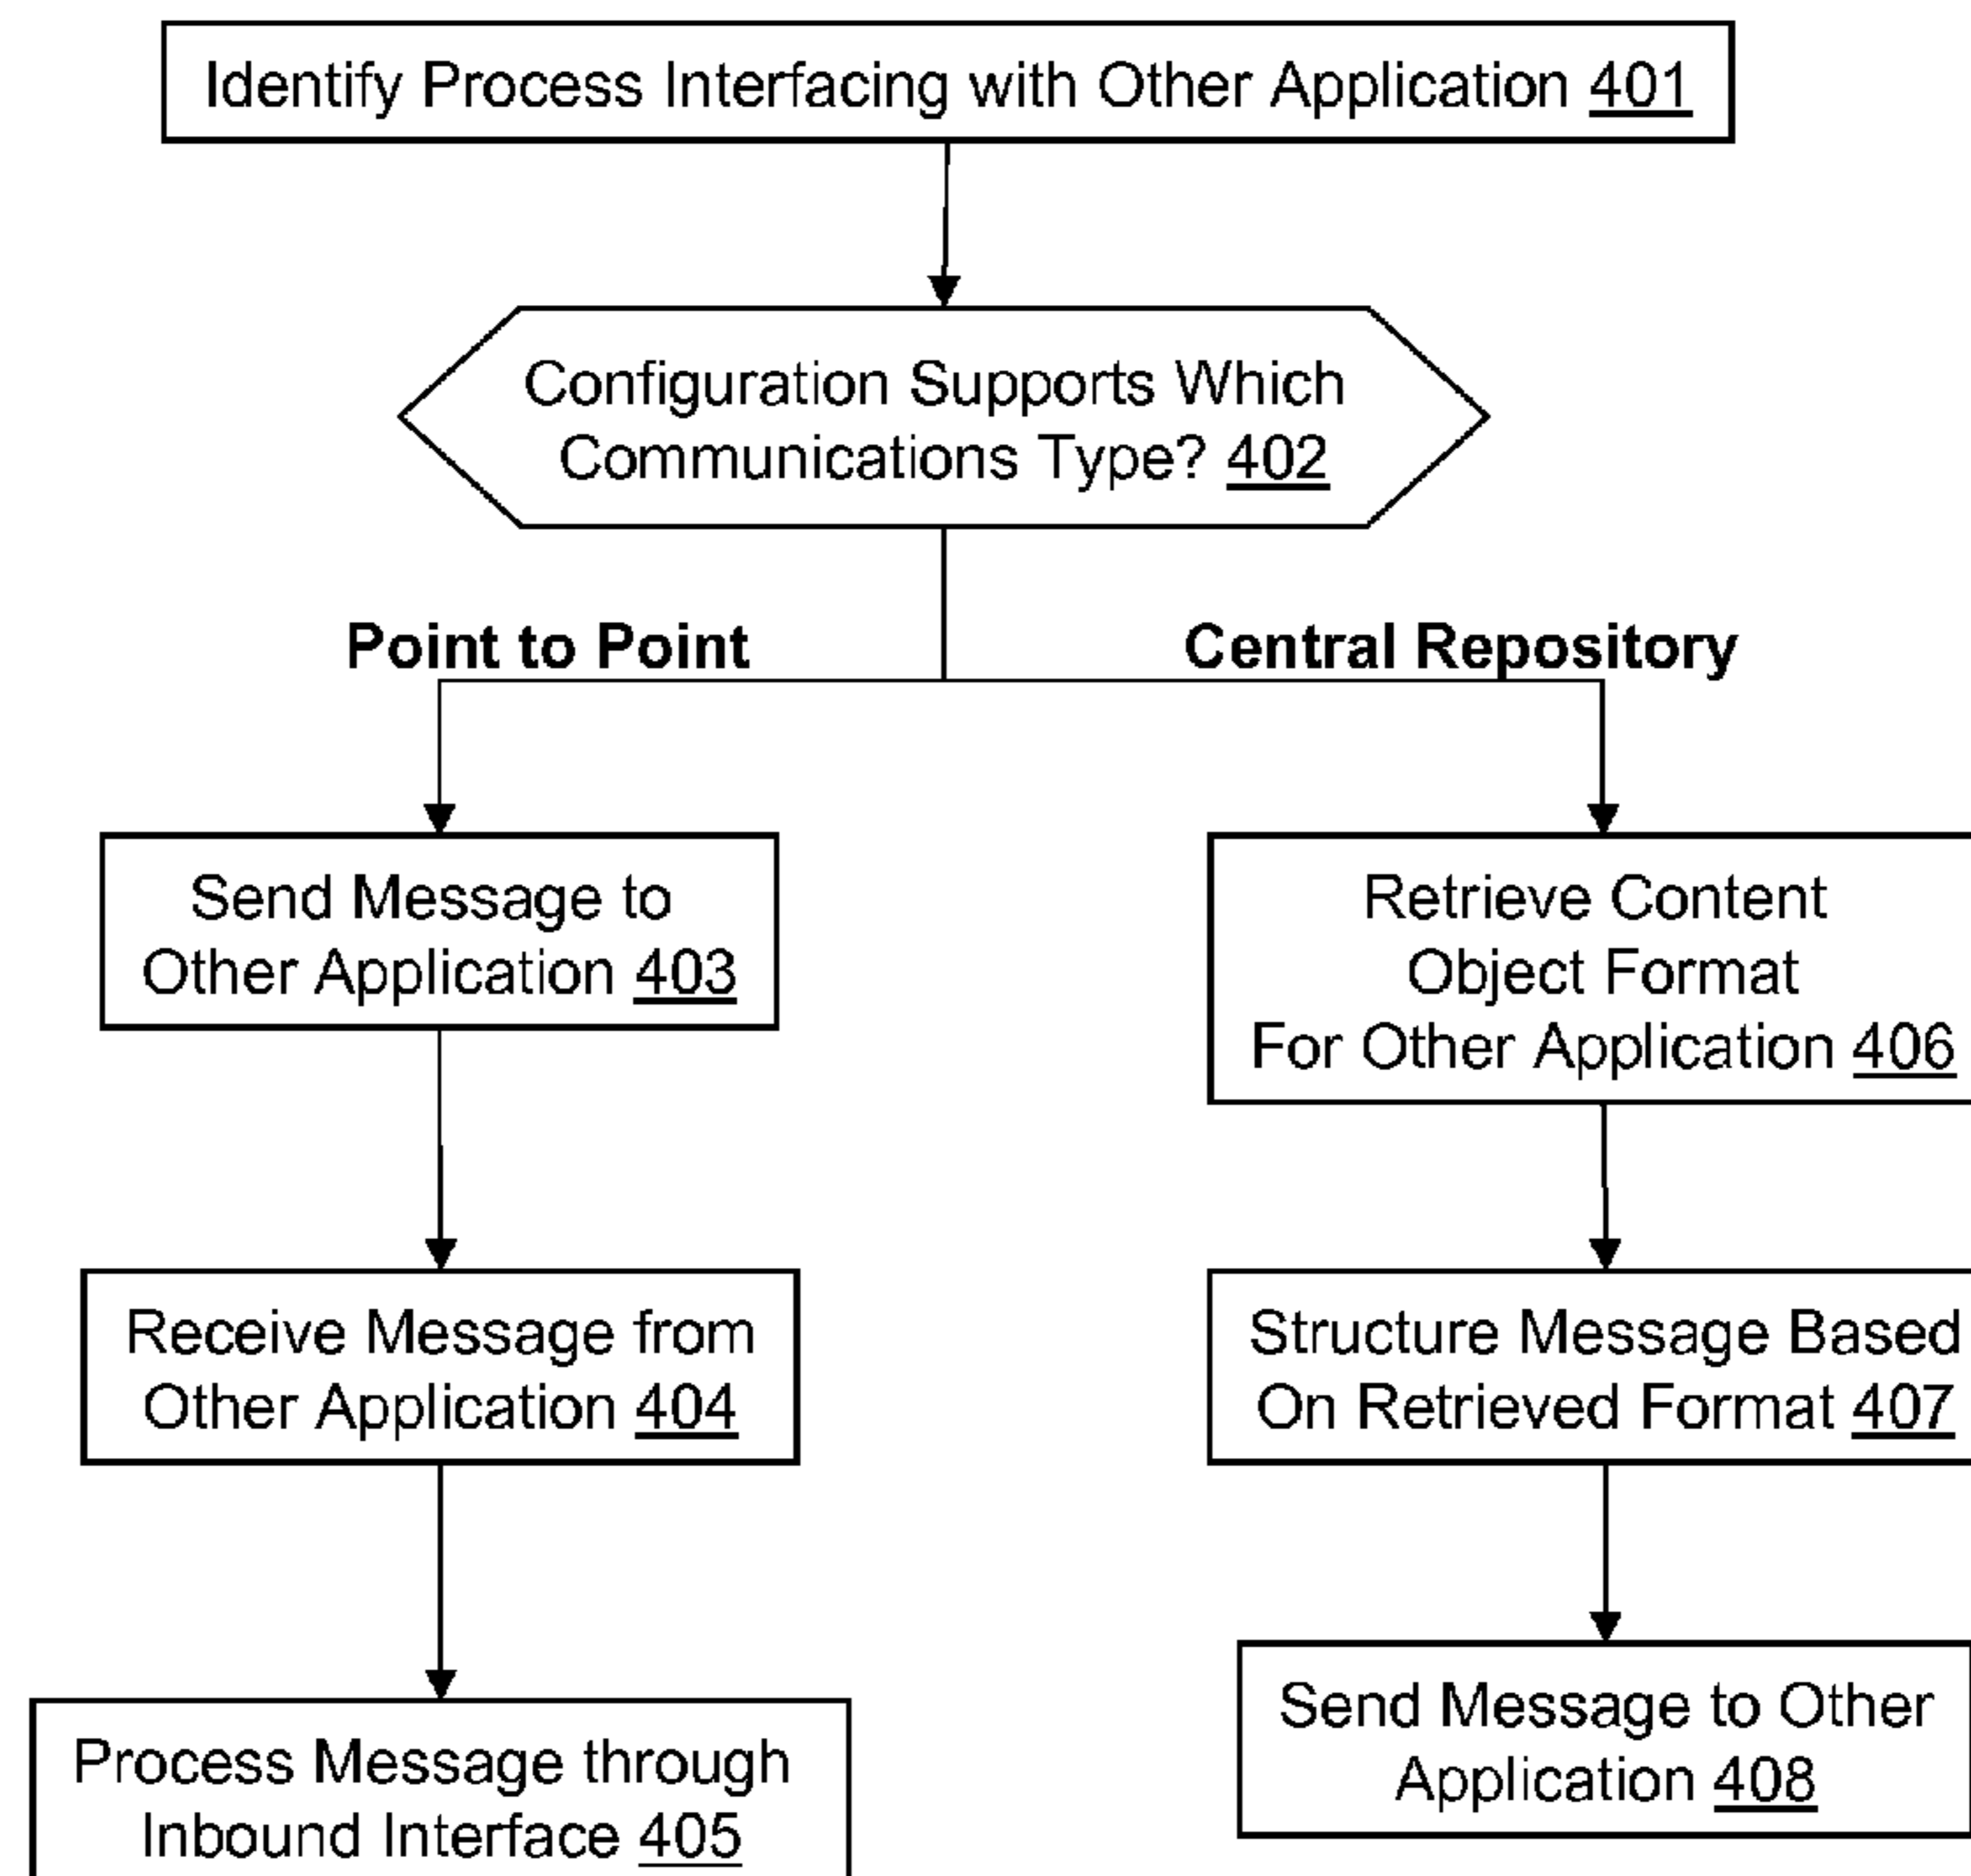 Identify Process Interfacing with Other Application 401
Configuration Supports Which
Communications Type? 402
Point to Point
Central Repository
Send Message to
Other Application 403
Receive Message from
Other Application 404
Process Message through
Inbound Interface 405
Retrieve Content
Object Format
For Other Application 406
Structure Message Based
On Retrieved Format 407
Send Message to Other
Application 408